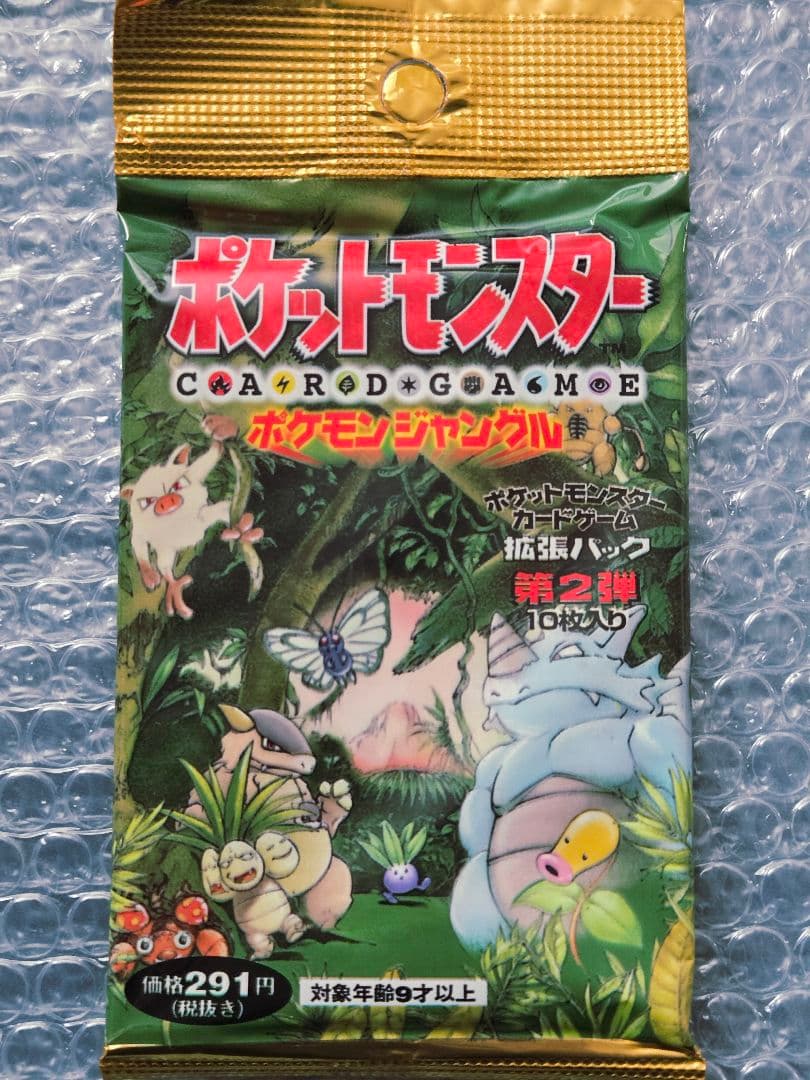 ポケットモンスター
TM
CARD GAME
ポケモンジャングル
ポケットモンスター
カードゲーム
拡張パック
第2弾
10枚入り
価格291円
(税抜き)
対象年齢9才以上